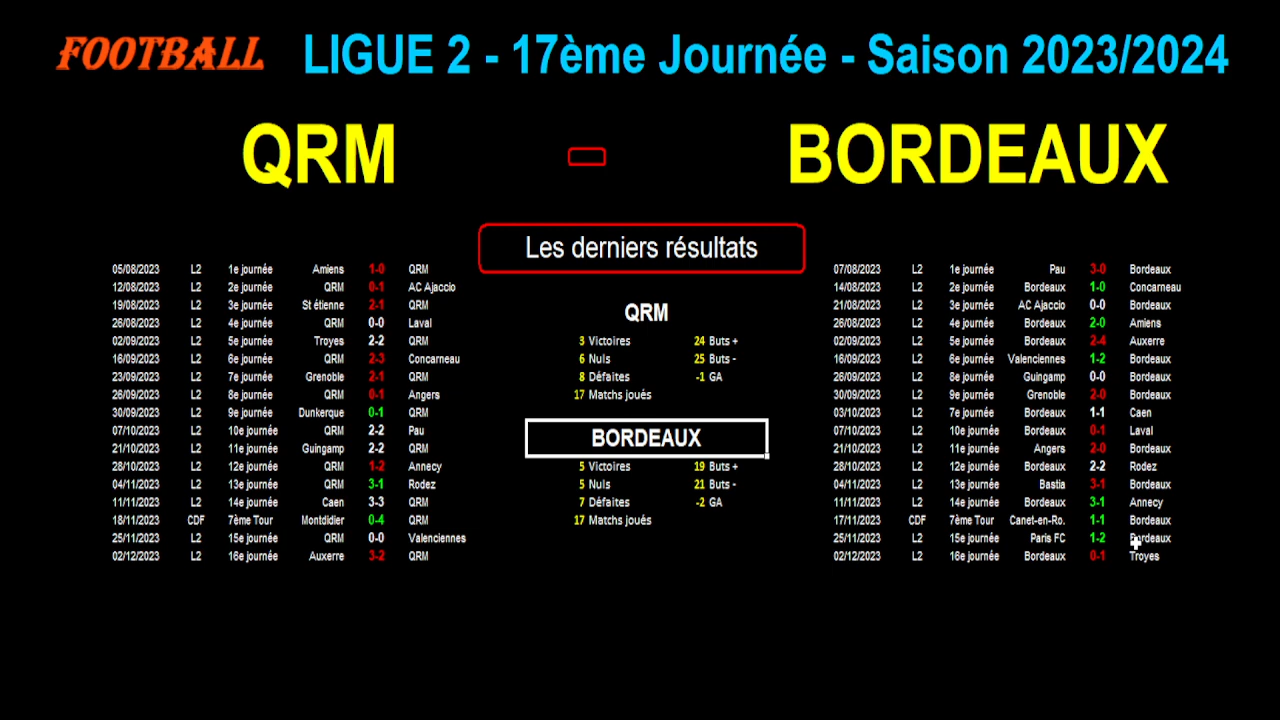 FOOTBALL LIGUE 2 - 17ème Journée - Saison 2023/2024
QRM - BORDEAUX
Les derniers résultats
05/08/2023 L2 1e journée Amiens 1-0 QRM
12/08/2023 L2 2e journée QRM 0-1 AC Ajaccio
19/08/2023 L2 3e journée St étienne 2-1 QRM
26/08/2023 L2 4e journée QRM 0-0 Laval
02/09/2023 L2 5e journée Troyes 2-2 QRM
16/09/2023 L2 6e journée QRM 2-3 Concarneau
23/09/2023 L2 7e journée Grenoble 2-1 QRM
26/09/2023 L2 8e journée QRM 0-1 Angers
30/09/2023 L2 9e journée Dunkerque 0-1 QRM
07/10/2023 L2 10e journée QRM 2-2 Pau
21/10/2023 L2 11e journée Guingamp 2-2 QRM
28/10/2023 L2 12e journée QRM 1-2 Annecy
04/11/2023 L2 13e journée QRM 3-1 Rodez
11/11/2023 L2 14e journée Caen 3-3 QRM
18/11/2023 CDF 7ème Tour Montdidier 0-4 QRM
25/11/2023 L2 15e journée QRM 0-0 Valenciennes
02/12/2023 L2 16e journée Auxerre 3-2 QRM
QRM
3 Victoires 24 Buts +
6 Nuls 25 Buts -
8 Défaites -1 GA
17 Matchs joués
BORDEAUX
5 Victoires 19 Buts +
5 Nuls 21 Buts -
7 Défaites -2 GA
17 Matchs joués
07/08/2023 L2 1e journée Pau 3-0 Bordeaux
14/08/2023 L2 2e journée Bordeaux 1-0 Concarneau
21/08/2023 L2 3e journée AC Ajaccio 0-0 Bordeaux
26/08/2023 L2 4e journée Bordeaux 2-0 Amiens
02/09/2023 L2 5e journée Bordeaux 2-4 Auxerre
16/09/2023 L2 6e journée Valenciennes 1-2 Bordeaux
26/09/2023 L2 8e journée Guingamp 0-0 Bordeaux
30/09/2023 L2 9e journée Grenoble 2-0 Bordeaux
03/10/2023 L2 7e journée Bordeaux 1-1 Caen
07/10/2023 L2 10e journée Bordeaux 0-1 Laval
21/10/2023 L2 11e journée Angers 2-0 Bordeaux
28/10/2023 L2 12e journée Bordeaux 2-2 Rodez
04/11/2023 L2 13e journée Bastia 3-1 Bordeaux
11/11/2023 L2 14e journée Bordeaux 3-1 Annecy
17/11/2023 CDF 7ème Tour Canet-en-Ro. 1-1 Bordeaux
25/11/2023 L2 15e journée Paris FC 1-2 Bordeaux
02/12/2023 L2 16e journée Bordeaux 0-1 Troyes